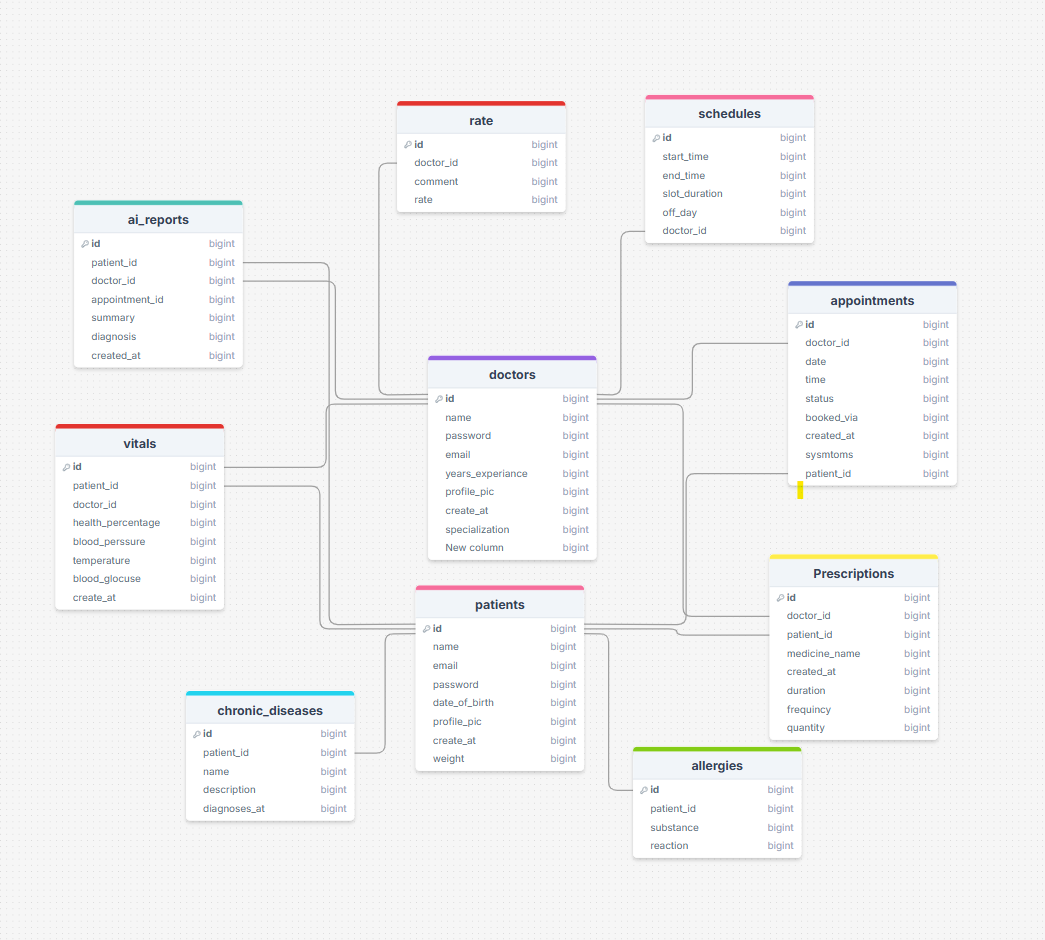 rate
id bigint
doctor_id bigint
comment bigint
rate bigint
schedules
id bigint
start_time bigint
end_time bigint
slot_duration bigint
off_day bigint
doctor_id bigint
ai_reports
id bigint
patient_id bigint
doctor_id bigint
appointment_id bigint
summary bigint
diagnosis bigint
created_at bigint
appointments
id bigint
doctor_id bigint
date bigint
time bigint
status bigint
booked_via bigint
created_at bigint
sysmtoms bigint
patient_id bigint
doctors
id bigint
name bigint
password bigint
email bigint
years_experiance bigint
profile_pic bigint
create_at bigint
specialization bigint
New column bigint
vitals
id bigint
patient_id bigint
doctor_id bigint
health_percentage bigint
blood_perssure bigint
temperature bigint
blood_glocuse bigint
create_at bigint
Prescriptions
id bigint
doctor_id bigint
patient_id bigint
medicine_name bigint
created_at bigint
duration bigint
frequincy bigint
quantity bigint
patients
id bigint
name bigint
email bigint
password bigint
date_of_birth bigint
profile_pic bigint
create_at bigint
weight bigint
chronic_diseases
id bigint
patient_id bigint
name bigint
description bigint
diagnoses_at bigint
allergies
id bigint
patient_id bigint
substance bigint
reaction bigint